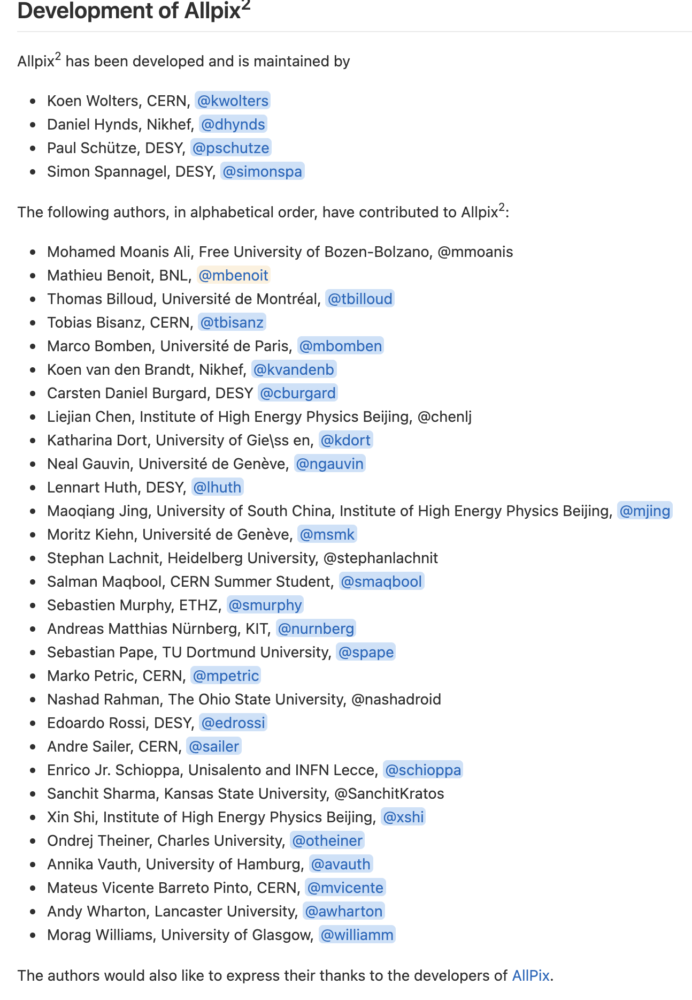 Development of Allpix²
Allpix² has been developed and is maintained by
• Koen Wolters, CERN, @kwolters
• Daniel Hynds, Nikhef, @dhynds
• Paul Schütze, DESY, @pschutze
• Simon Spannagel, DESY, @simonspa
The following authors, in alphabetical order, have contributed to Allpix²:
• Mohamed Moanis Ali, Free University of Bozen-Bolzano, @mmoanis
• Mathieu Benoit, BNL, @mbenoit
• Thomas Billoud, Université de Montréal, @tbilloud
• Tobias Bisanz, CERN, @tbisanz
• Marco Bomben, Université de Paris, @mbomben
• Koen van den Brandt, Nikhef, @kvandenb
• Carsten Daniel Burgard, DESY @cburgard
• Liejian Chen, Institute of High Energy Physics Beijing, @chenlj
• Katharina Dort, University of Gie\ss en, @kdort
• Neal Gauvin, Université de Genève, @ngauvin
• Lennart Huth, DESY, @lhuth
• Maoqiang Jing, University of South China, Institute of High Energy Physics Beijing, @mjing
• Moritz Kiehn, Université de Genève, @msmk
• Stephan Lachnit, Heidelberg University, @stephanlachnit
• Salman Maqbool, CERN Summer Student, @smaqbool
• Sebastien Murphy, ETHZ, @smurphy
• Andreas Matthias Nürnberg, KIT, @nurnberg
• Sebastian Pape, TU Dortmund University, @spape
• Marko Petric, CERN, @mpetric
• Nashad Rahman, The Ohio State University, @nashadroid
• Edoardo Rossi, DESY, @edrossi
• Andre Sailer, CERN, @sailer
• Enrico Jr. Schioppa, Unisalento and INFN Lecce, @schioppa
• Sanchit Sharma, Kansas State University, @SanchitKratos
• Xin Shi, Institute of High Energy Physics Beijing, @xshi
• Ondrej Theiner, Charles University, @otheiner
• Annika Vauth, University of Hamburg, @avauth
• Mateus Vicente Barreto Pinto, CERN, @mvicente
• Andy Wharton, Lancaster University, @awharton
• Morag Williams, University of Glasgow, @williamm
The authors would also like to express their thanks to the developers of AllPix.